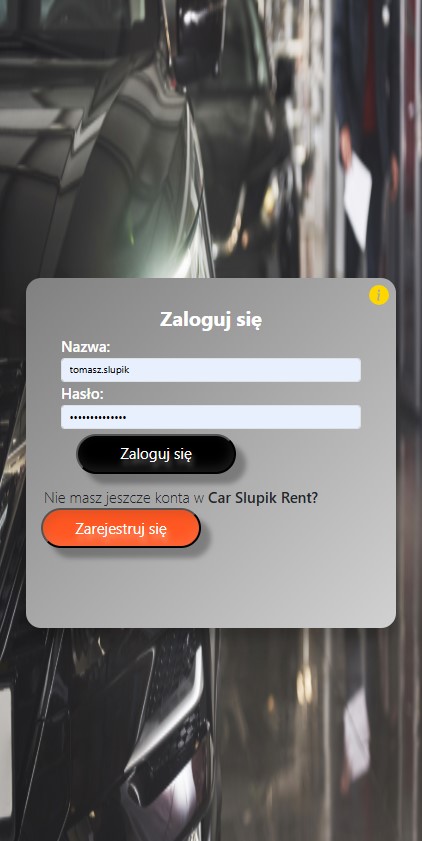 i
Zaloguj się
Nazwa:
tomasz.slupik
Hasło:
••••••••••••••
Zaloguj się
Nie masz jeszcze konta w Car Slupik Rent?
Zarejestruj się